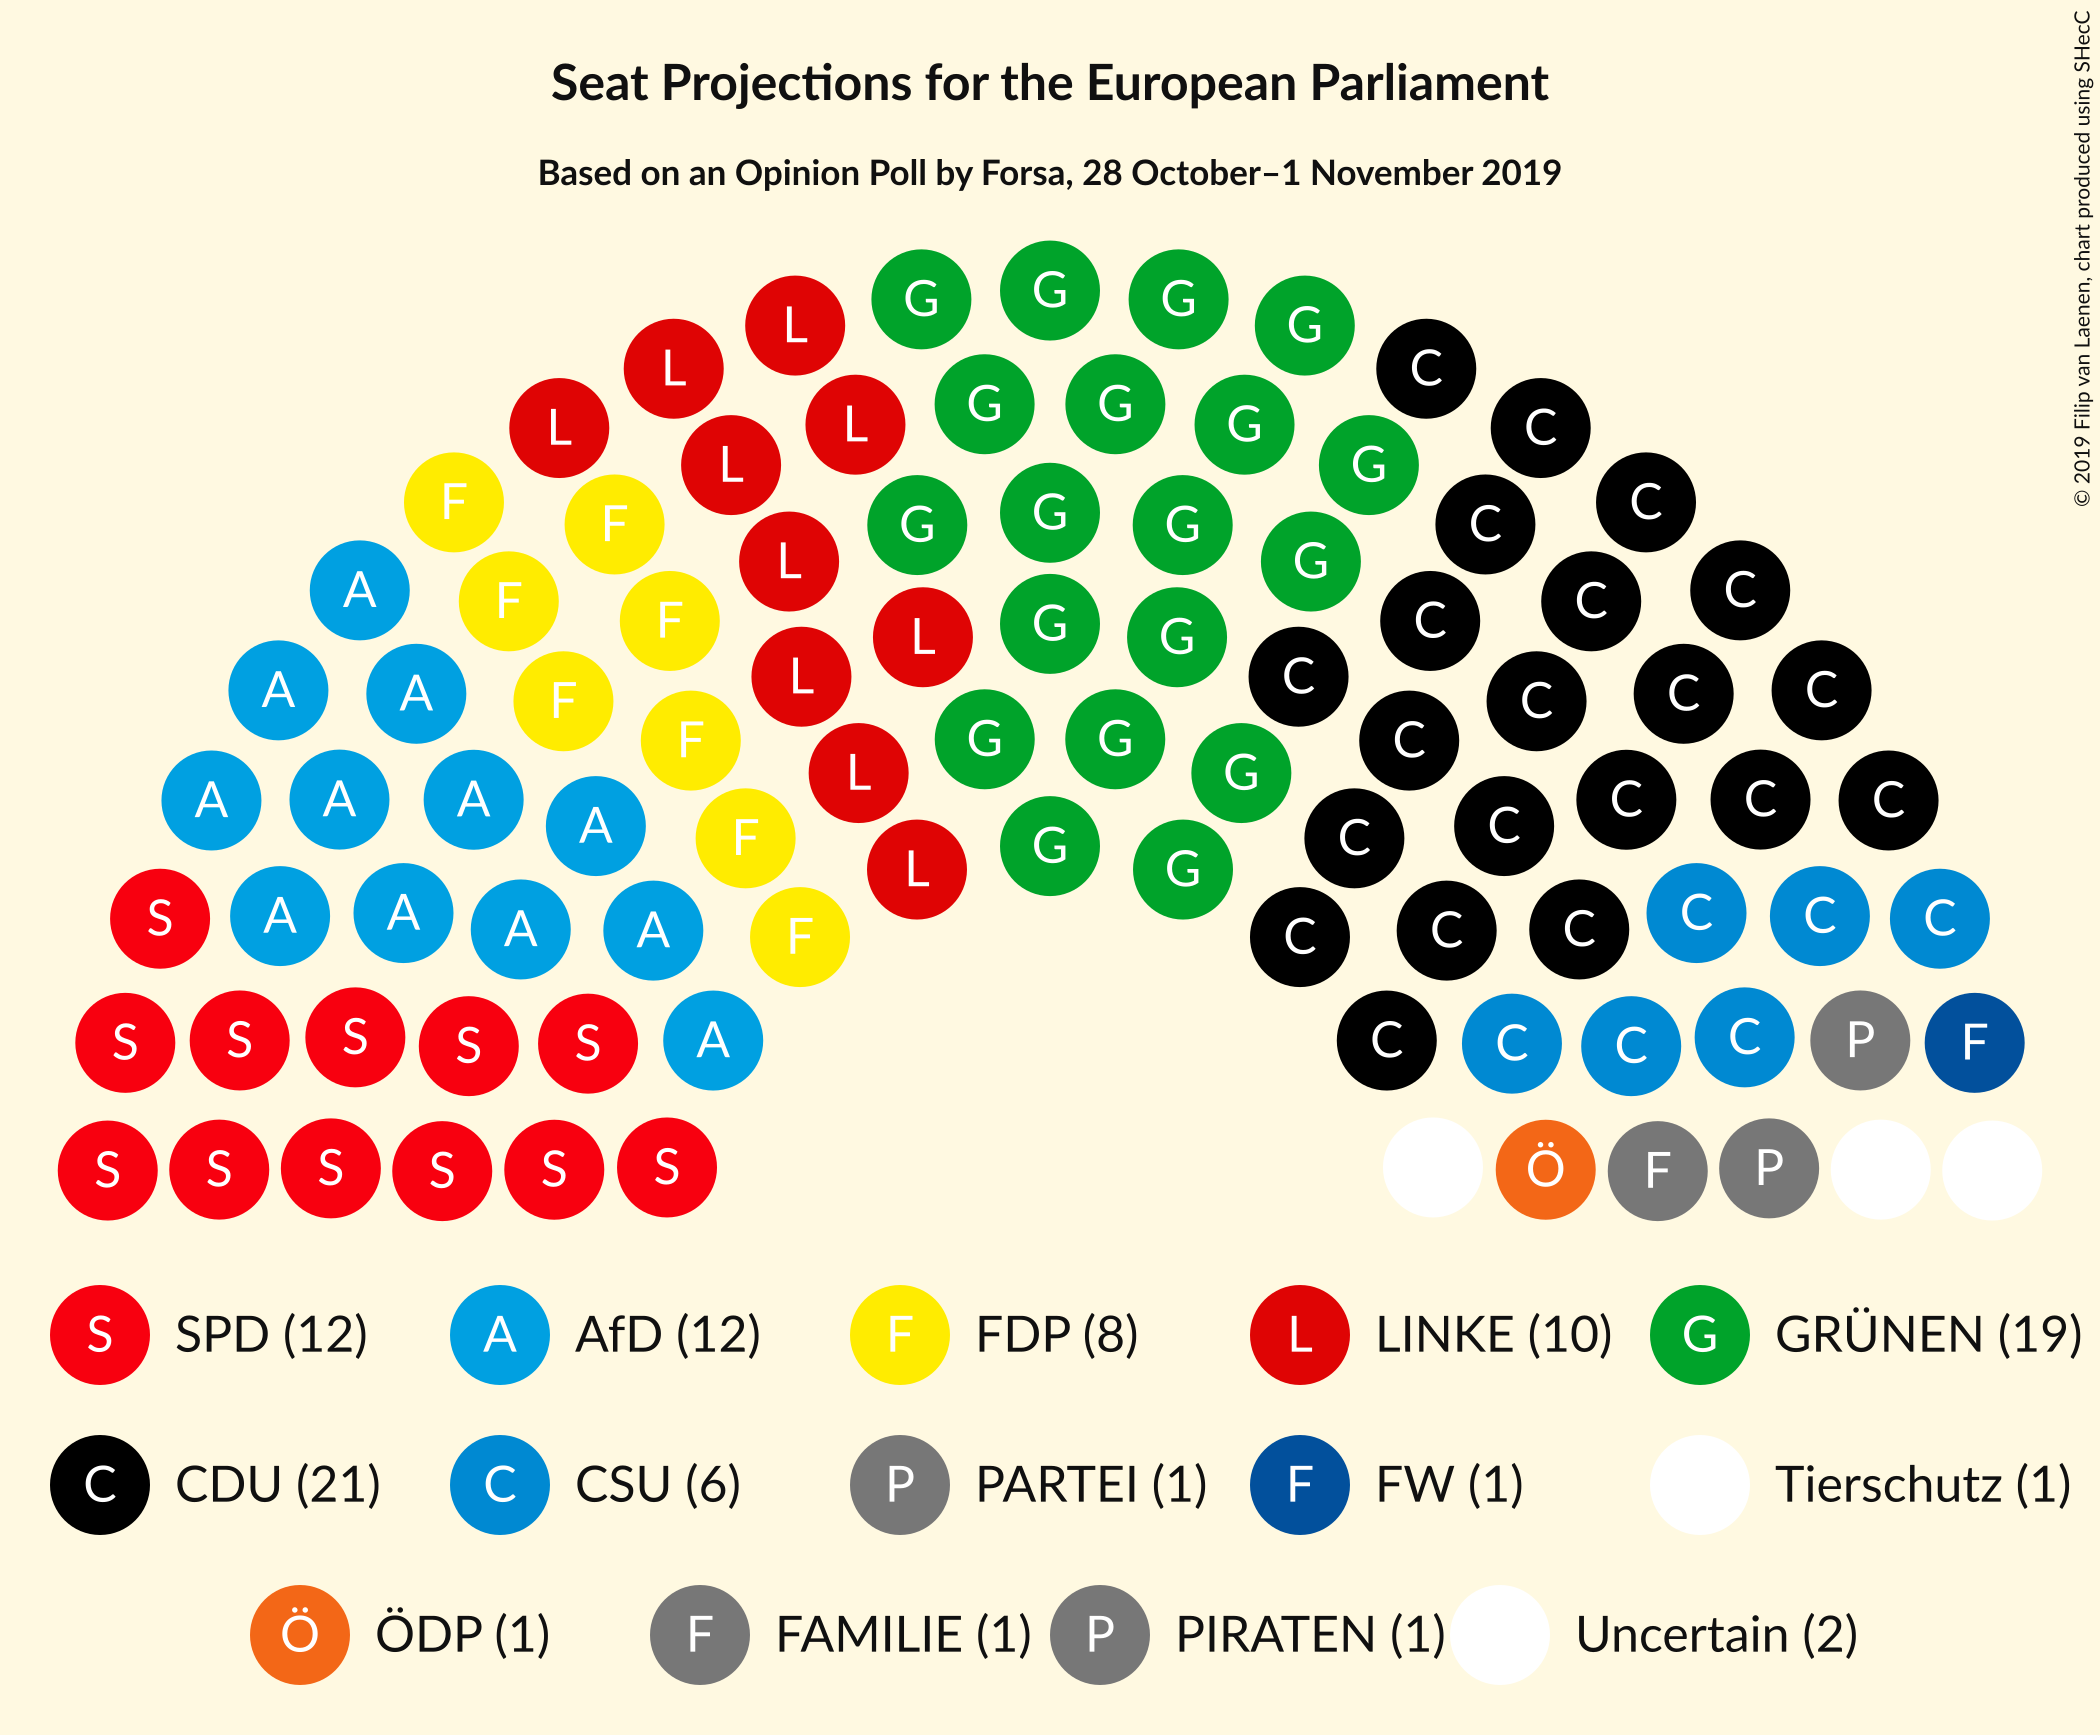 Seat Projections for the European Parliament
Based on an Opinion Poll by Forsa, 28 October–1 November 2019
© 2019 Filip van Laenen, chart produced using SHecC
G G G
L G
L C
G G
L G C
L G
L C
F G C
F G G C
L G
A F L G G C
F C
L G
A A F L C C C C
F C
G G
L G
A A A A F C C C C C
G
L G
S A A A A F C C C C C C
S S S S S A C C C C P F
S S S S S S Ö F P
S SPD (12) A AfD (12) F FDP (8) L LINKE (10) G GRÜNEN (19)
C CDU (21) C CSU (6) P PARTEI (1) F FW (1) Tierschutz (1)
Ö ÖDP (1) F FAMILIE (1) P PIRATEN (1) Uncertain (2)